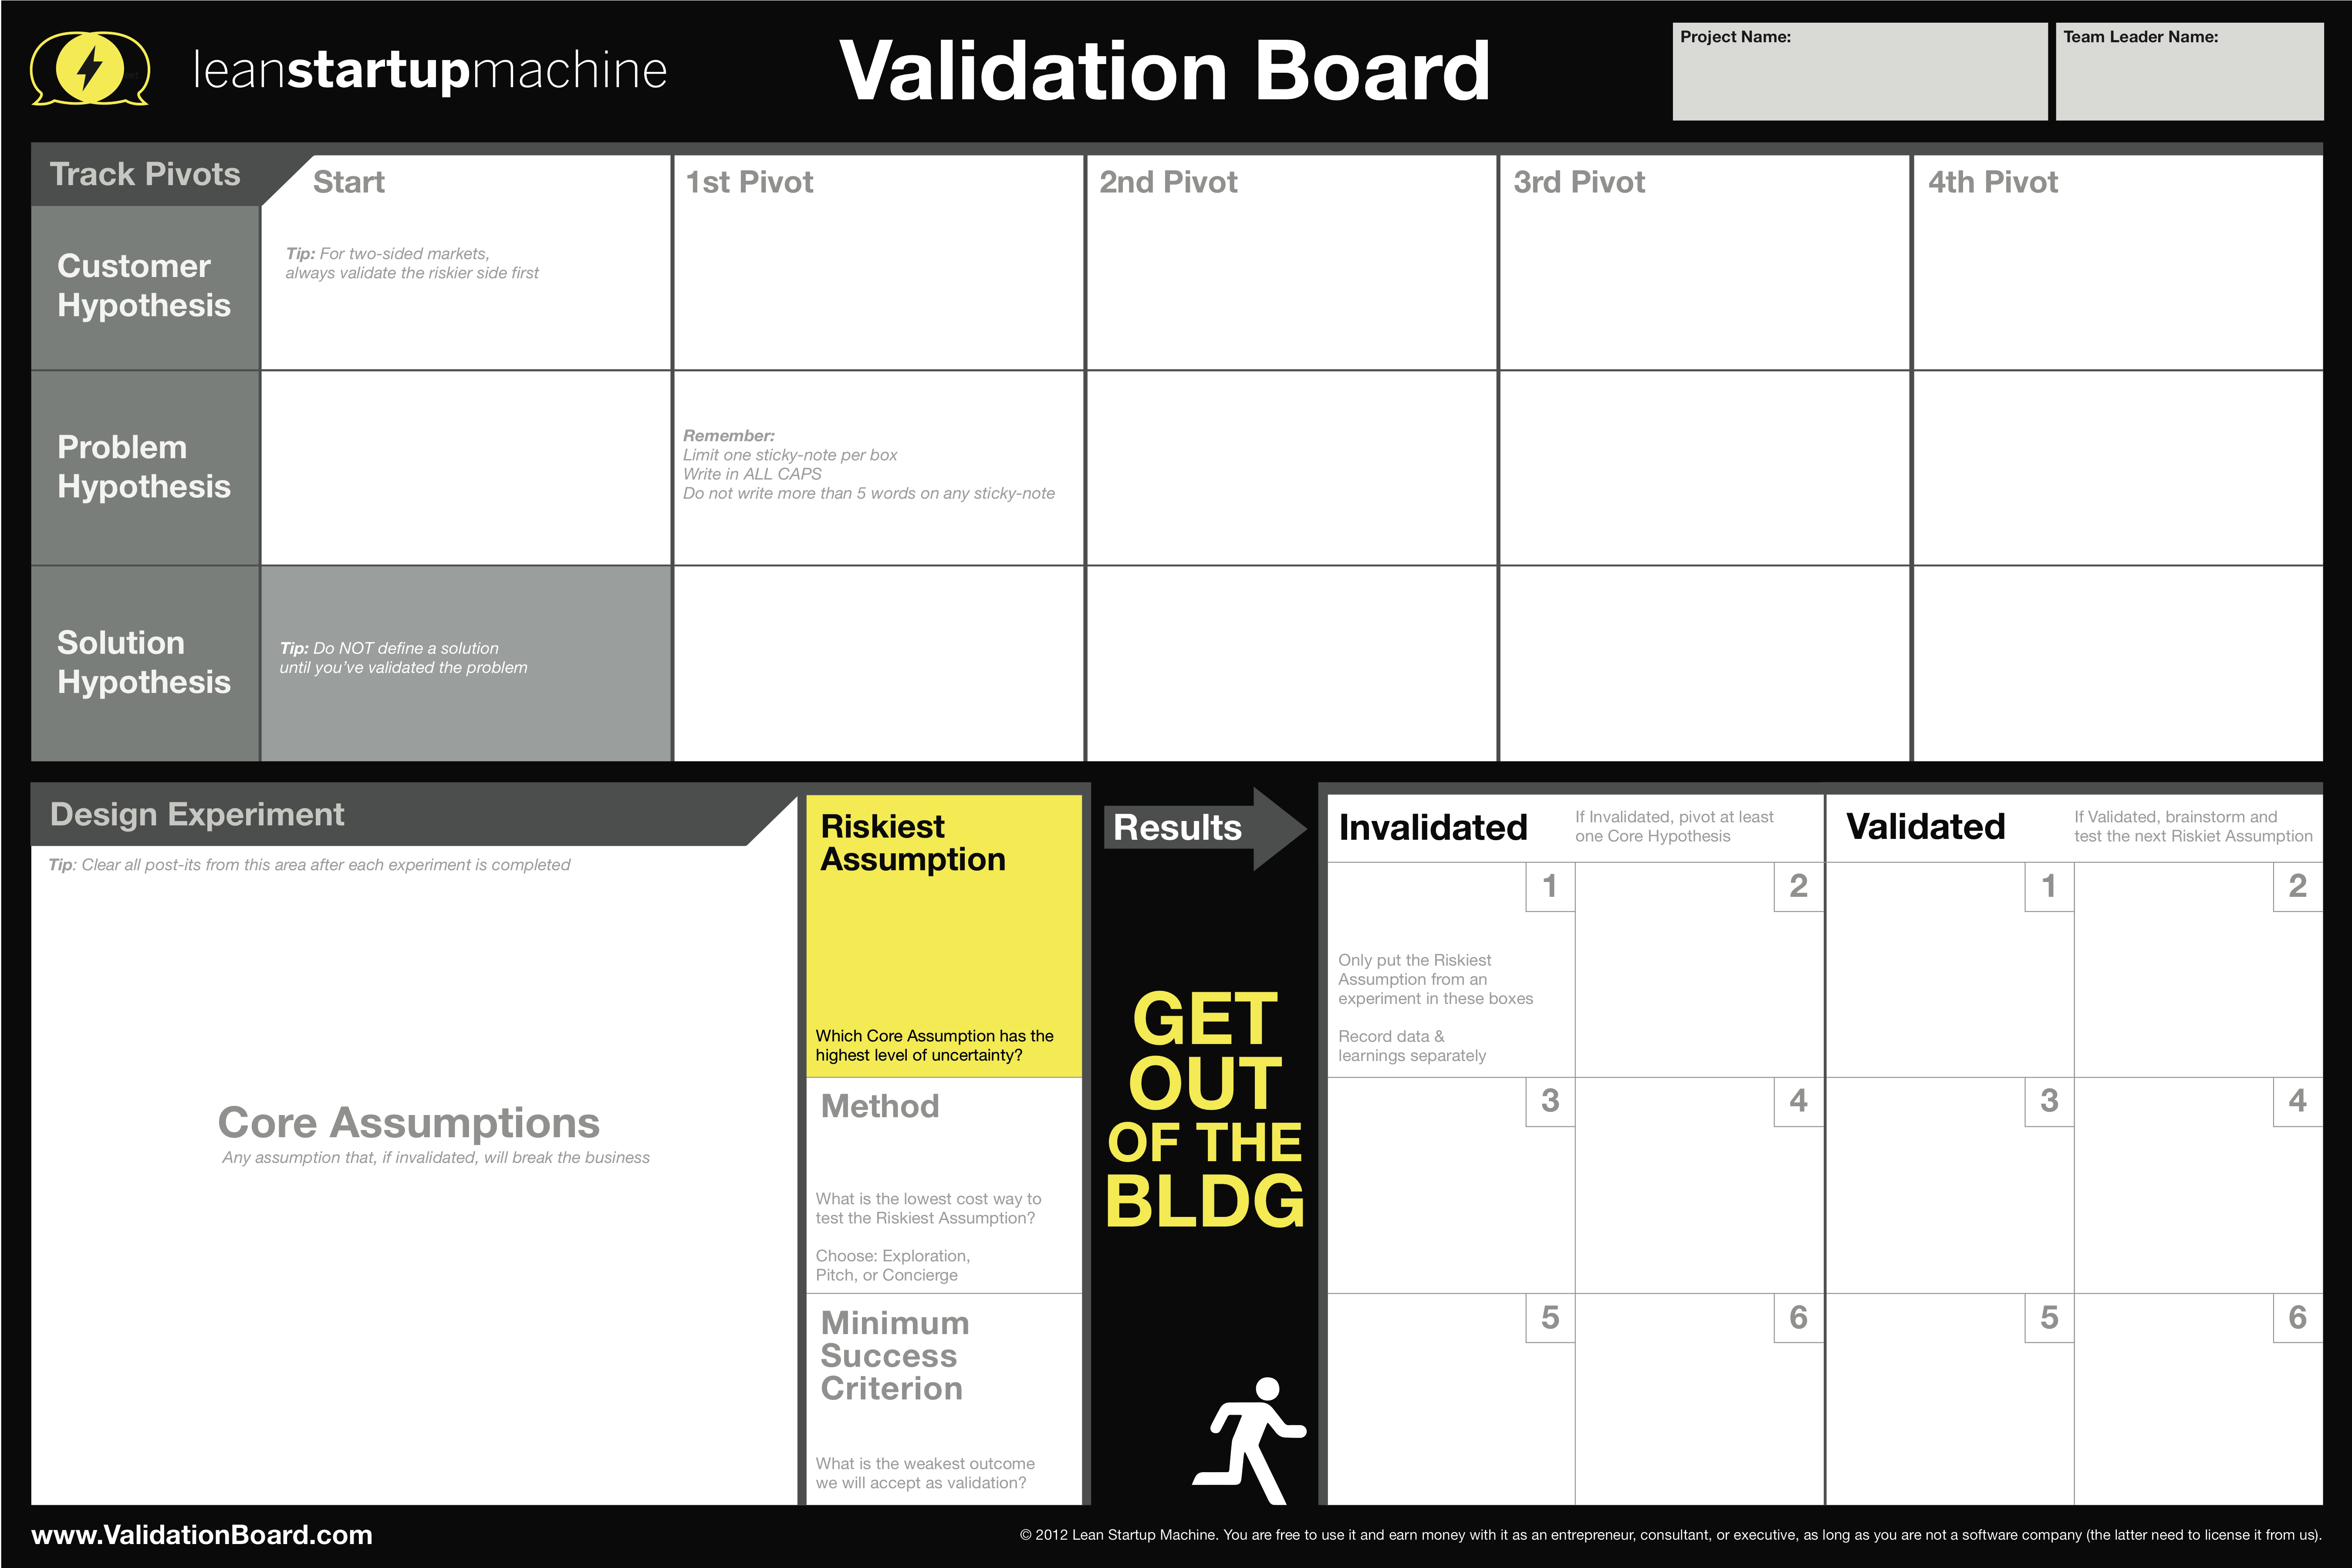 leanstartupmachine
Validation Board
Project Name:
Team Leader Name:
Track Pivots
Start
1st Pivot
2nd Pivot
3rd Pivot
4th Pivot
Customer
Hypothesis
Tip: For two-sided markets,
always validate the riskier side first
Problem
Hypothesis
Remember:
Limit one sticky-note per box
Write in ALL CAPS
Do not write more than 5 words on any sticky-note
Solution
Hypothesis
Tip: Do NOT define a solution
until you've validated the problem
Design Experiment
Tip: Clear all post-its from this area after each experiment is completed
Core Assumptions
Any assumption that, if invalidated, will break the business
Riskiest
Assumption
Which Core Assumption has the
highest level of uncertainty?
Method
What is the lowest cost way to
test the Riskiest Assumption?
Choose: Exploration,
Pitch, or Concierge
Minimum
Success
Criterion
What is the weakest outcome
we will accept as validation?
Results
GET
OUT
OF THE
BLDG
Invalidated
If Invalidated, pivot at least
one Core Hypothesis
Validated
If Validated, brainstorm and
test the next Riskiet Assumption
1
2
1
2
Only put the Riskiest
Assumption from an
experiment in these boxes
Record data &
learnings separately
3
4
3
4
5
6
5
6
www.ValidationBoard.com
© 2012 Lean Startup Machine. You are free to use it and earn money with it as an entrepreneur, consultant, or executive, as long as you are not a software company (the latter need to license it from us).